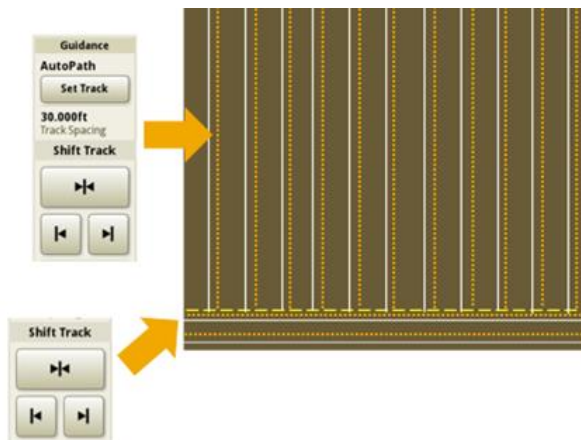 Guidance
AutoPath
Set Track
30.000ft
Track Spacing
Shift Track
Shift Track